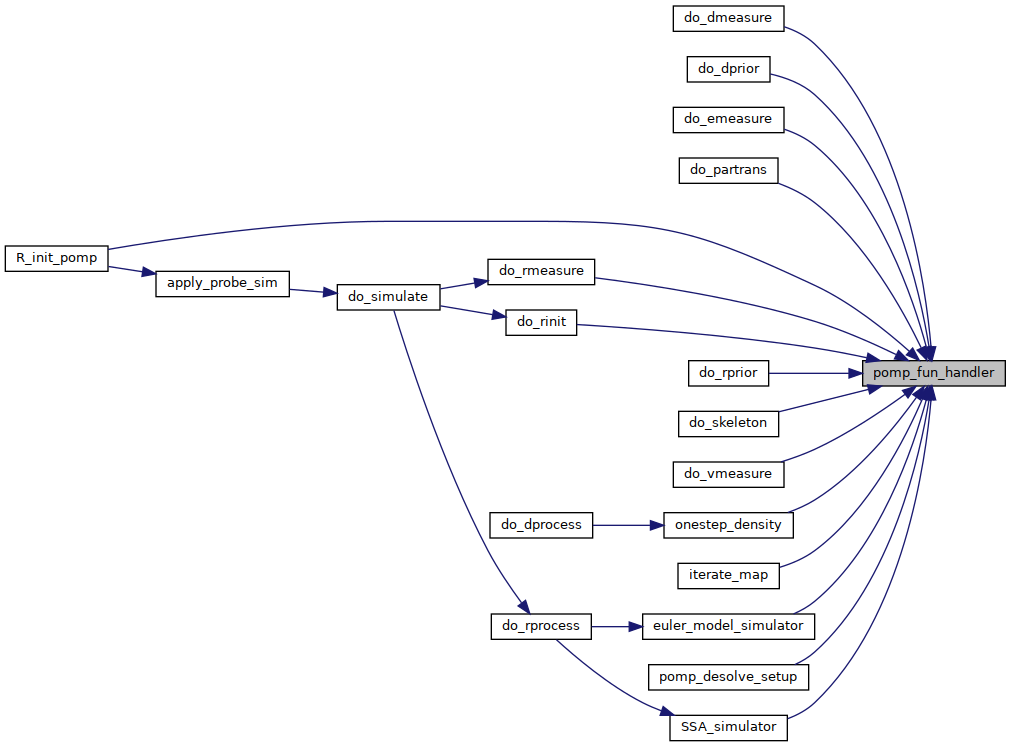 do_dmeasure
do_dprior
do_emeasure
do_partrans
R_init_pomp
apply_probe_sim
do_simulate
do_rmeasure
do_rinit
pomp_fun_handler
do_rprior
do_skeleton
do_vmeasure
do_dprocess
onestep_density
iterate_map
do_rprocess
euler_model_simulator
pomp_desolve_setup
SSA_simulator